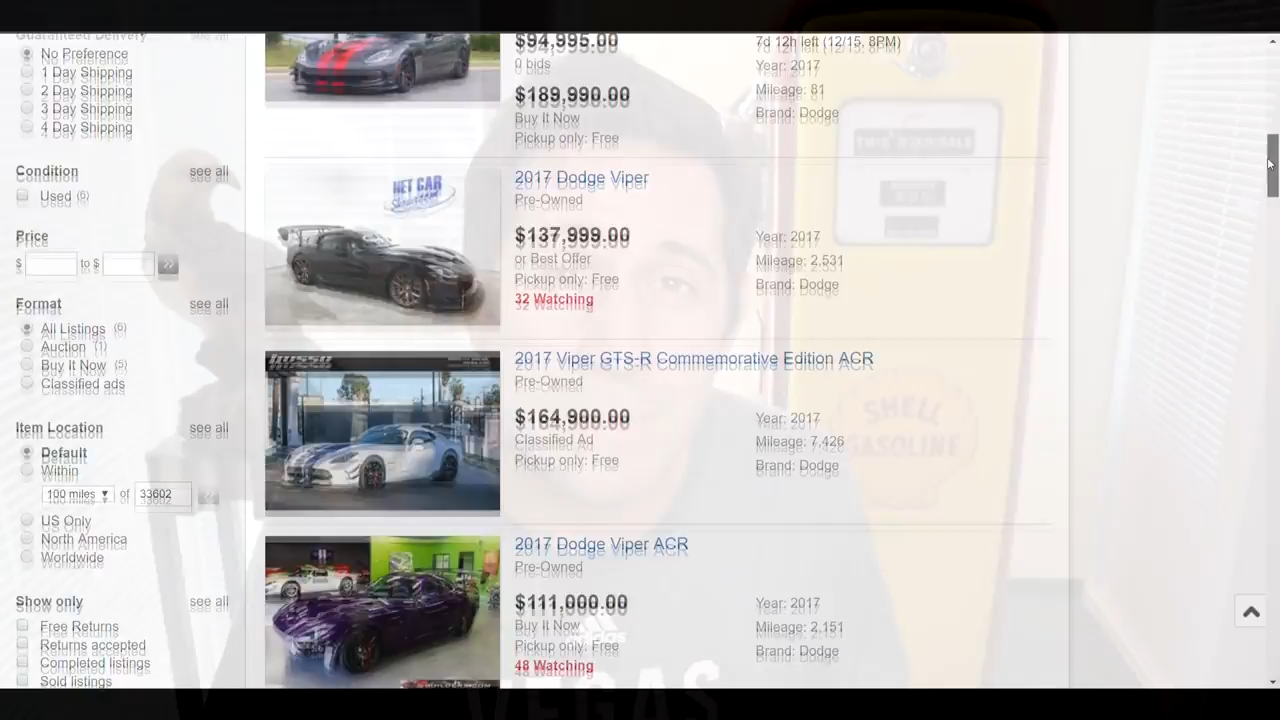 Guaranteed Delivery see all
No Preference
1 Day Shipping
2 Day Shipping
3 Day Shipping
4 Day Shipping
Condition see all
Used (6)
Price
$ to $
Format see all
All Listings (6)
Auction (1)
Buy It Now (5)
Classified ads
Item Location see all
Default
Within
100 miles of 33602
US Only
North America
Worldwide
Show only see all
Free Returns
Returns accepted
Completed listings
Sold listings
$94,995.00
0 bids
$189,990.00
Buy It Now
Pickup only: Free
7d 12h left (12/15, 8PM)
Year: 2017
Mileage: 81
Brand: Dodge
NET CAR
2017 Dodge Viper
Pre-Owned
$137,999.00
or Best Offer
Pickup only: Free
32 Watching
Year: 2017
Mileage: 2,531
Brand: Dodge
2017 Viper GTS-R Commemorative Edition ACR
Pre-Owned
$164,900.00
Classified Ad
Pickup only: Free
Year: 2017
Mileage: 7,426
Brand: Dodge
2017 Dodge Viper ACR
Pre-Owned
$111,000.00
Buy It Now
Pickup only: Free
48 Watching
Year: 2017
Mileage: 2,151
Brand: Dodge
SHELL
GASOLINE
adidas
VEGAS